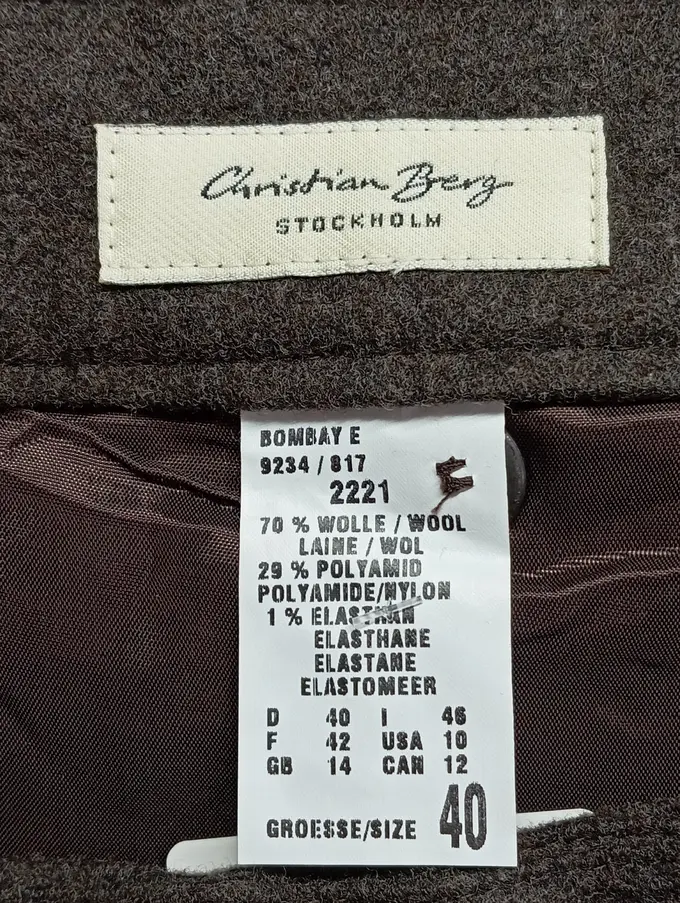 Christian Berg
STOCKHOLM
BOMBAY E
9234 / 817
2221
70 % WOLLE / WOOL
LAINE / WOL
29 % POLYAMID
POLYAMIDE/NYLON
1 % ELASTHAN
ELASTHANE
ELASTANE
ELASTOMEER
D 40 I 46
F 42 USA 10
GB 14 CAN 12
GROESSE/SIZE 40